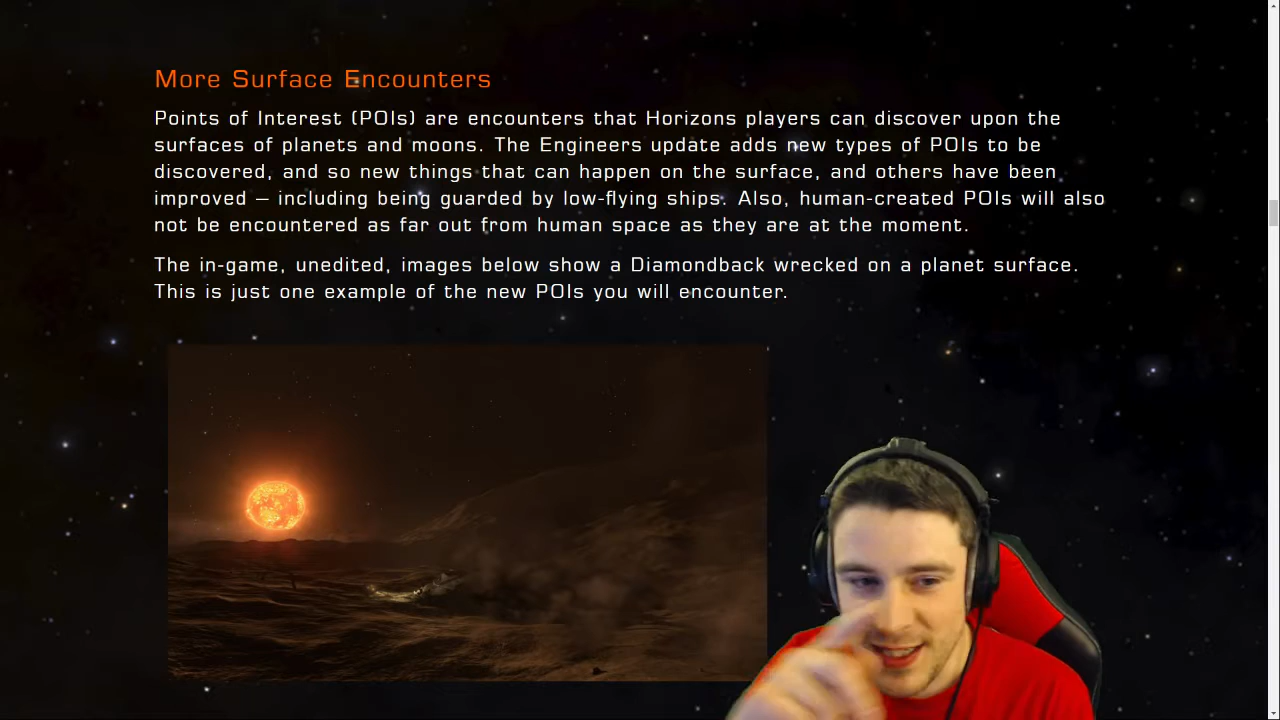 More Surface Encounters
Points of Interest (POIs) are encounters that Horizons players can discover upon the
surfaces of planets and moons. The Engineers update adds new types of POIs to be
discovered, and so new things that can happen on the surface, and others have been
improved – including being guarded by low-flying ships. Also, human-created POIs will also
not be encountered as far out from human space as they are at the moment.
The in-game, unedited, images below show a Diamondback wrecked on a planet surface.
This is just one example of the new POIs you will encounter.